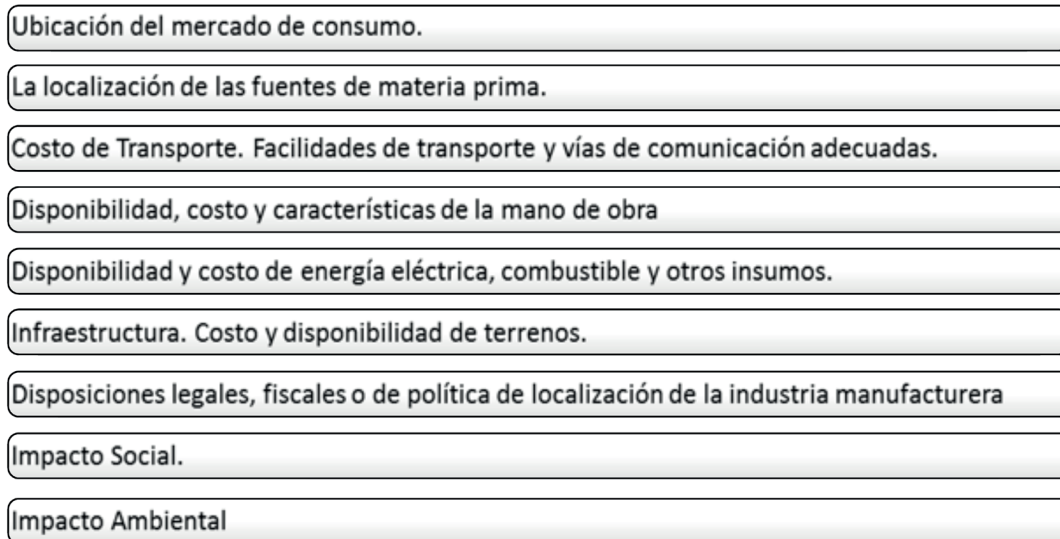 Ubicación del mercado de consumo.
La localización de las fuentes de materia prima.
Costo de Transporte. Facilidades de transporte y vías de comunicación adecuadas.
Disponibilidad, costo y características de la mano de obra
Disponibilidad y costo de energía eléctrica, combustible y otros insumos.
Infraestructura. Costo y disponibilidad de terrenos.
Disposiciones legales, fiscales o de política de localización de la industria manufacturera
Impacto Social.
Impacto Ambiental